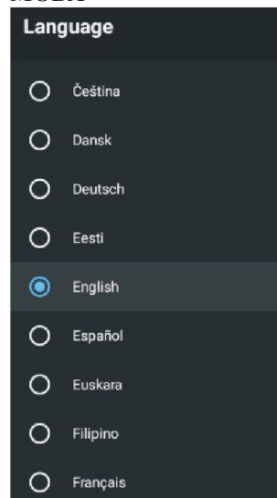 Language
Čeština
Dansk
Deutsch
Eesti
English
Español
Euskara
Filipino
Français